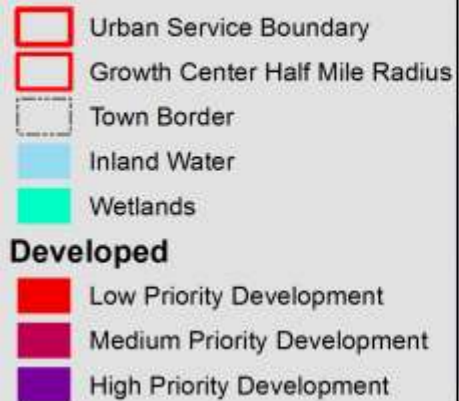 Urban Service Boundary
Growth Center Half Mile Radius
Town Border
Inland Water
Wetlands
Developed
Low Priority Development
Medium Priority Development
High Priority Development